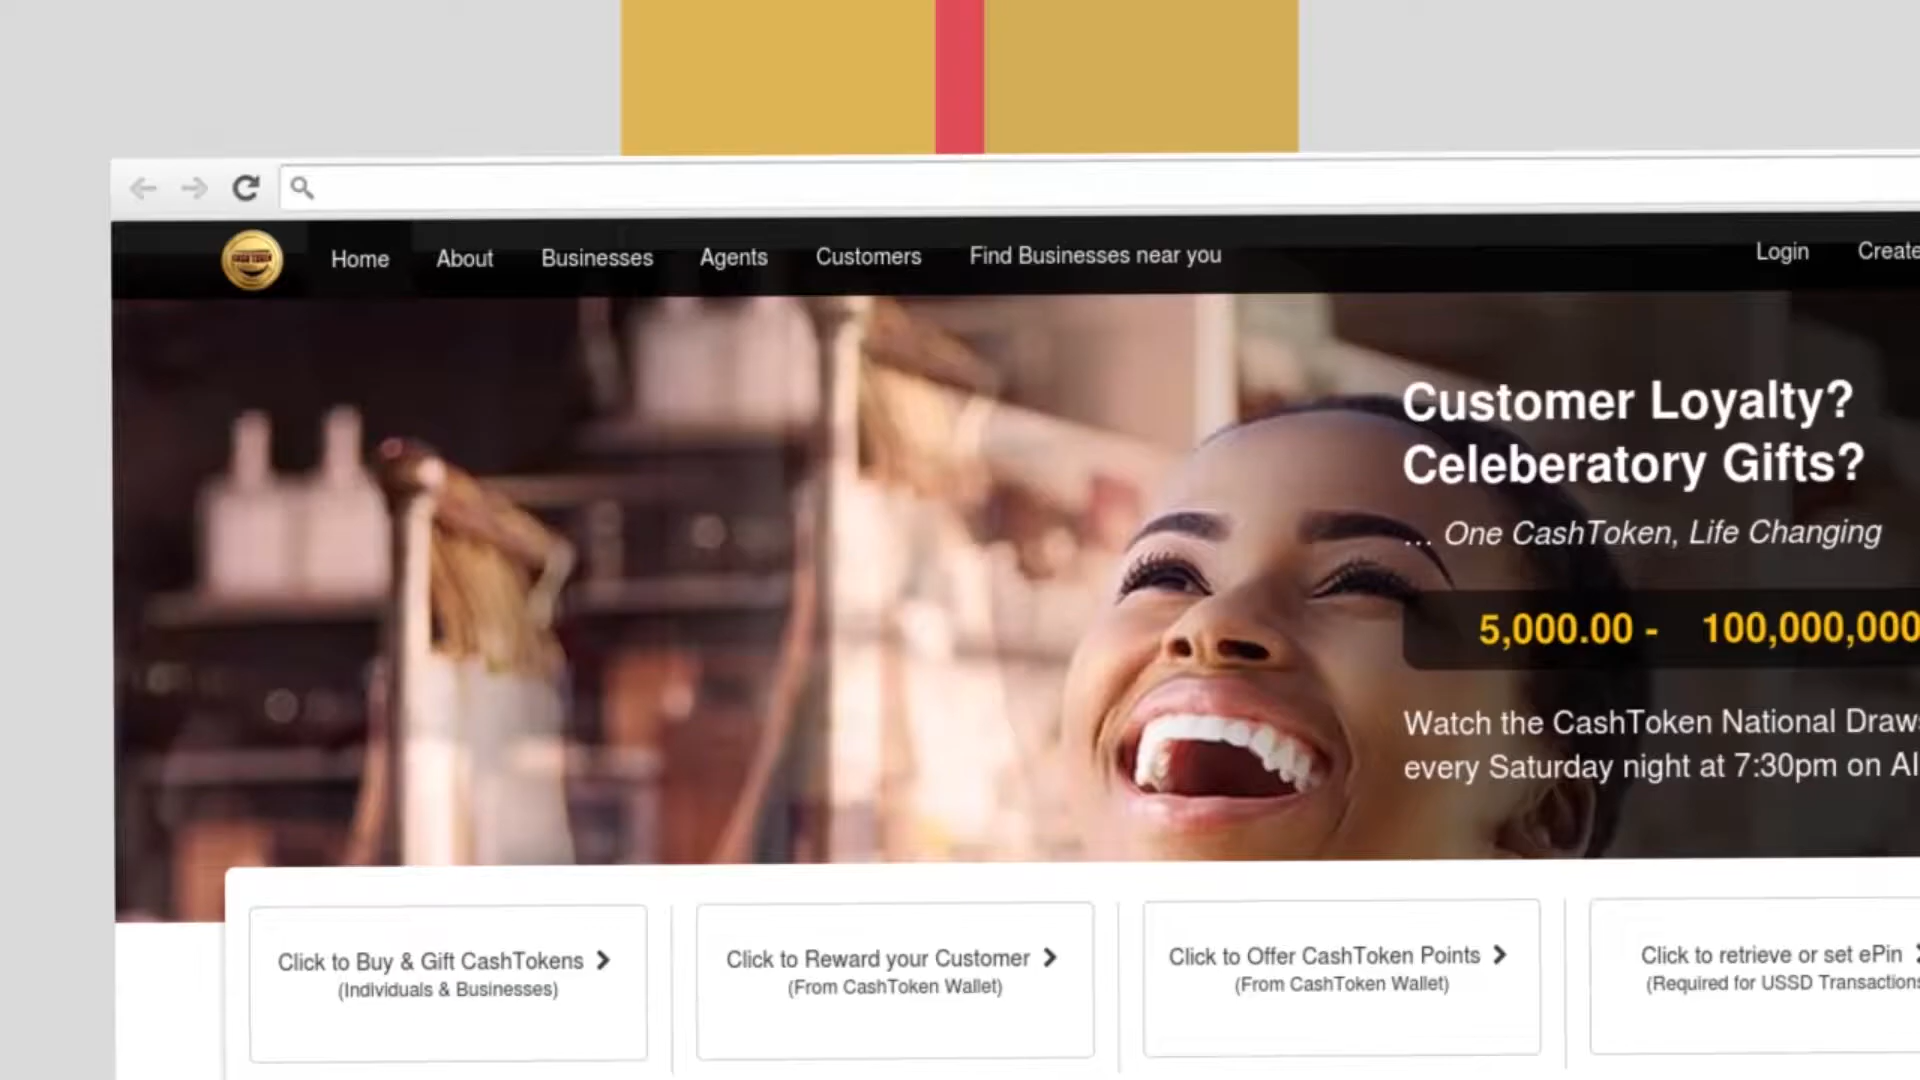 Home About Businesses Agents Customers Find Businesses near you Login Create
Customer Loyalty?
Celeberatory Gifts?
... One CashToken, Life Changing
5,000.00 - 100,000,000
Watch the CashToken National Draws
every Saturday night at 7:30pm on AI
Click to Buy & Gift CashTokens
(Individuals & Businesses)
Click to Reward your Customer
(From CashToken Wallet)
Click to Offer CashToken Points
(From CashToken Wallet)
Click to retrieve or set ePin
(Required for USSD Transactions